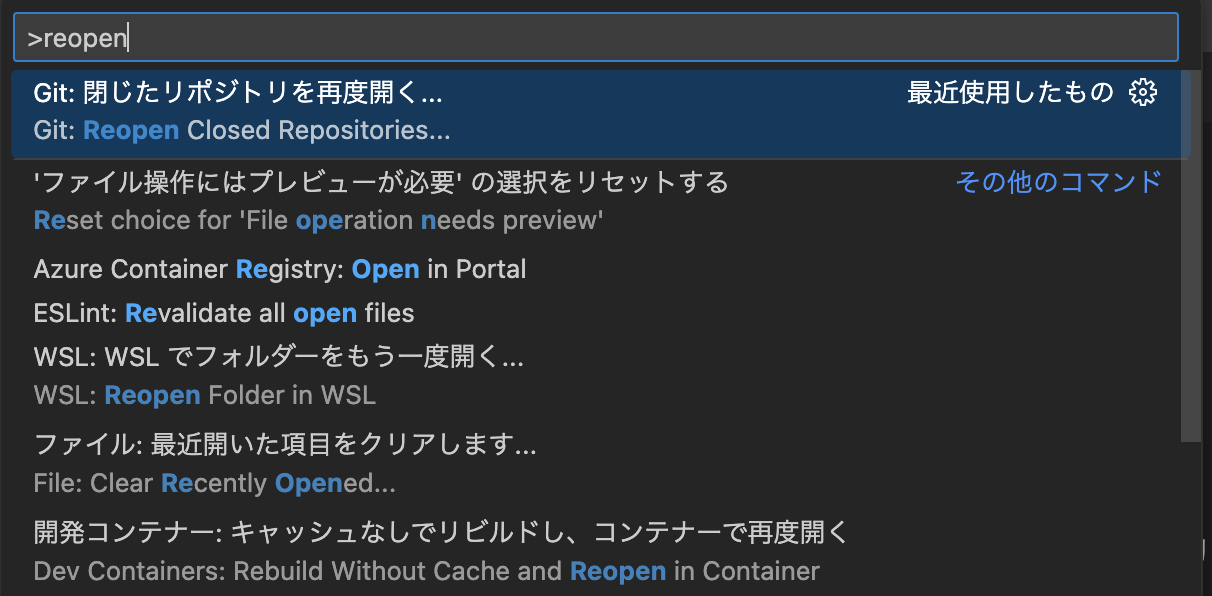 >reopen
Git: 閉じたリポジトリを再度開く...
最近使用したもの
Git: Reopen Closed Repositories...
'ファイル操作にはプレビューが必要' の選択をリセットする
その他のコマンド
Reset choice for 'File operation needs preview'
Azure Container Registry: Open in Portal
ESLint: Revalidate all open files
WSL: WSL でフォルダーをもう一度開く...
WSL: Reopen Folder in WSL
ファイル: 最近開いた項目をクリアします...
File: Clear Recently Opened...
開発コンテナー: キャッシュなしでリビルドし、コンテナーで再度開く
Dev Containers: Rebuild Without Cache and Reopen in Container